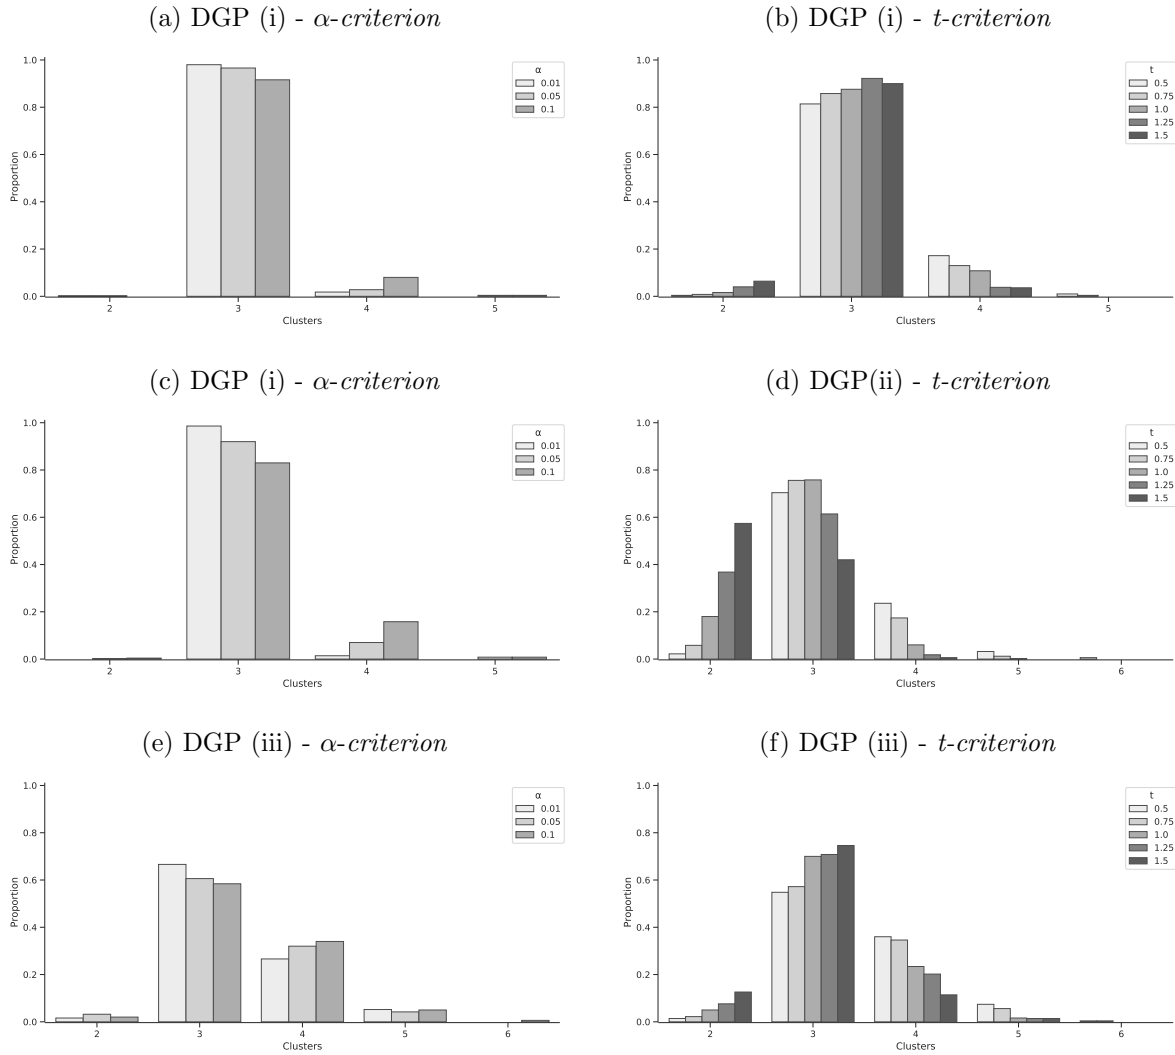 (a) DGP (i) - α-criterion
1.0
0.8
0.6
0.4
0.2
0.0
Proportion
2 3 4 5
Clusters
α
0.01
0.05
0.1
(b) DGP (i) - t-criterion
1.0
0.8
0.6
0.4
0.2
0.0
Proportion
2 3 4 5
Clusters
t
0.5
0.75
1.0
1.25
1.5
(c) DGP (i) - α-criterion
1.0
0.8
0.6
0.4
0.2
0.0
Proportion
2 3 4 5
Clusters
α
0.01
0.05
0.1
(d) DGP(ii) - t-criterion
1.0
0.8
0.6
0.4
0.2
0.0
Proportion
2 3 4 5 6
Clusters
t
0.5
0.75
1.0
1.25
1.5
(e) DGP (iii) - α-criterion
1.0
0.8
0.6
0.4
0.2
0.0
Proportion
2 3 4 5 6
Clusters
α
0.01
0.05
0.1
(f) DGP (iii) - t-criterion
1.0
0.8
0.6
0.4
0.2
0.0
Proportion
2 3 4 5 6
Clusters
t
0.5
0.75
1.0
1.25
1.5